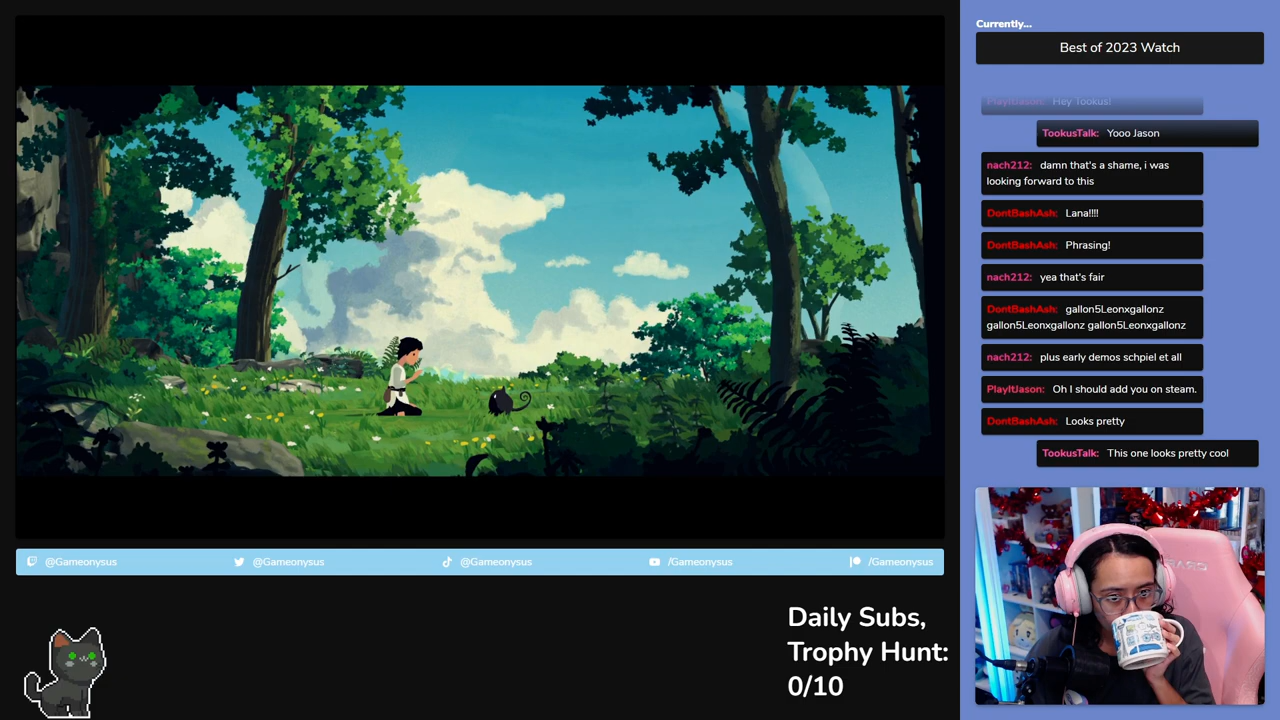 Currently...
Best of 2023 Watch
PlayItJason: Hey Tookus!
TookusTalk: Yooo Jason
nach212: damn that's a shame, i was
looking forward to this
DontBashAsh: Lana!!!!
DontBashAsh: Phrasing!
nach212: yea that's fair
DontBashAsh: gallon5Leonxgallonz
gallon5Leonxgallonz gallon5Leonxgallonz
nach212: plus early demos schpiel et all
PlayItJason: Oh I should add you on steam.
DontBashAsh: Looks pretty
TookusTalk: This one looks pretty cool
@Gameonysus @Gameonysus @Gameonysus /Gameonysus /Gameonysus
Daily Subs,
Trophy Hunt:
0/10